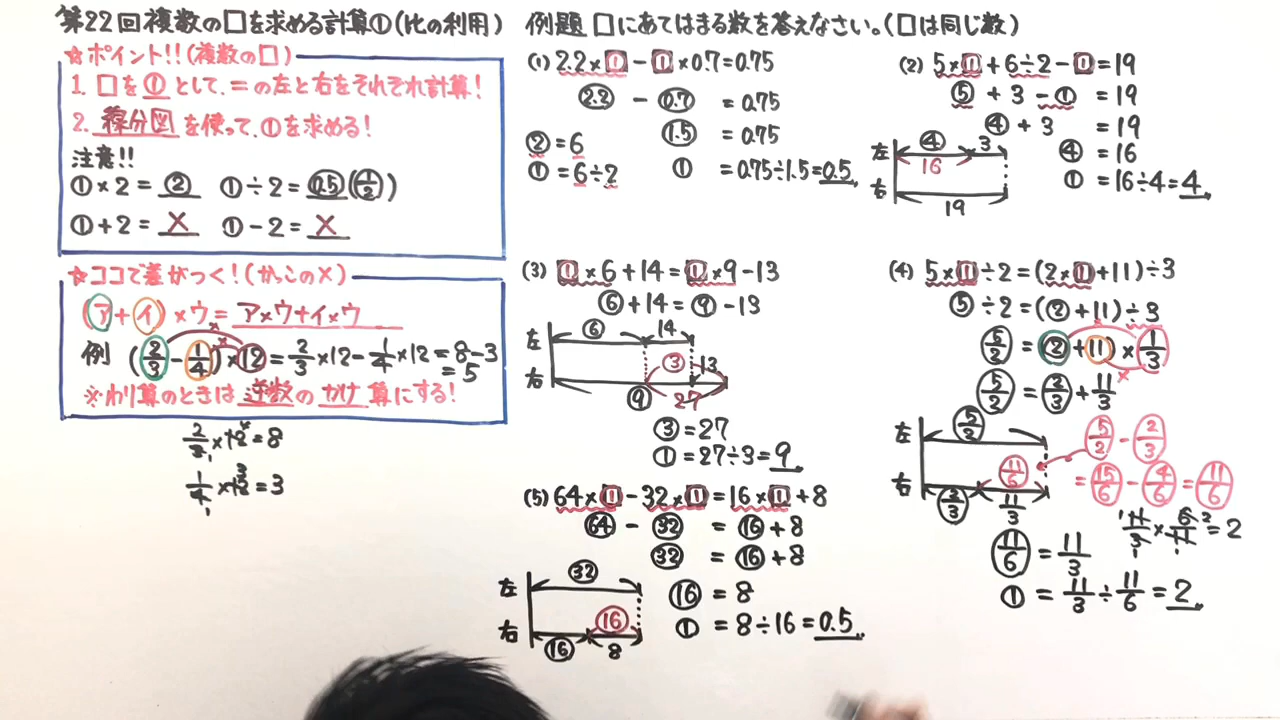 第22回 複数の□を求める計算①(比の利用)
☆ポイント!!(複数の□)
1. □を①として、=の左と右をそれぞれ計算!
2. 線分図を使って、①を求める!
注意!!
①×2=② ①÷2=0.5(1/2)
①+2=× ①-2=×
☆ココで差がつく!(かっこの×)
(ア+イ)×ウ=ア×ウ+イ×ウ
例 (2/3-1/4)×12=2/3×12-1/4×12=8-3
=5
※わり算のときは逆数のかけ算にする!
2/3×12=8
1/4×12=3
例題 □にあてはまる数を答えなさい。(□は同じ数)
(1) 2.2×①-①×0.7=0.75
2.2 - 0.7 = 0.75
1.5 = 0.75
②=6
①=6÷2
① = 0.75÷1.5=0.5
(2) 5×①+6÷2-①=19
⑤+3-①=19
④+3 =19
④ =16
① =16÷4=4
左 ④ 3
16
右
19
(3) ①×6+14=①×9-13
⑥+14=⑨-13
左 ⑥ 14
右 ③ 13
⑨ 27
③=27
①=27÷3=9
(4) 5×①÷2=(2×①+11)÷3
⑤÷2=(②+11)÷3
5/2=(②+11)×1/3
5/2=2/3+11/3
左 5/2
右 11/6
2/3 11/3
5/2-2/3
=15/6-4/6=11/6
11/3×6/11=2
11/6=11/3
①=11/3÷11/6=2
(5) 64×①-32×①=16×①+8
64 - 32 = ⑯+8
32 = ⑯+8
左 32
右 ⑯
⑯ 8
⑯ = 8
① = 8÷16=0.5